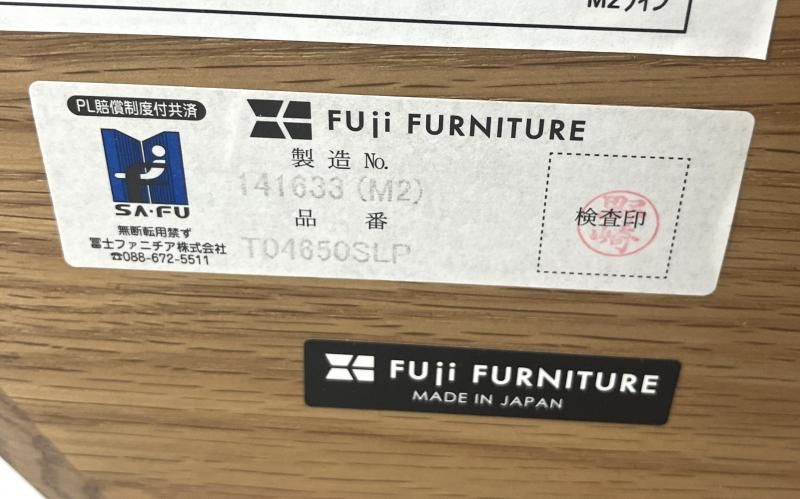 M2ライン
PL賠償制度付共済
SA·FU
無断転用禁ず
冨士ファニチア株式会社
☎088-672-5511
FUJI FURNITURE
製造 No.
141633 (M2)
品番
T04650SLP
検査印
FUJI FURNITURE
MADE IN JAPAN